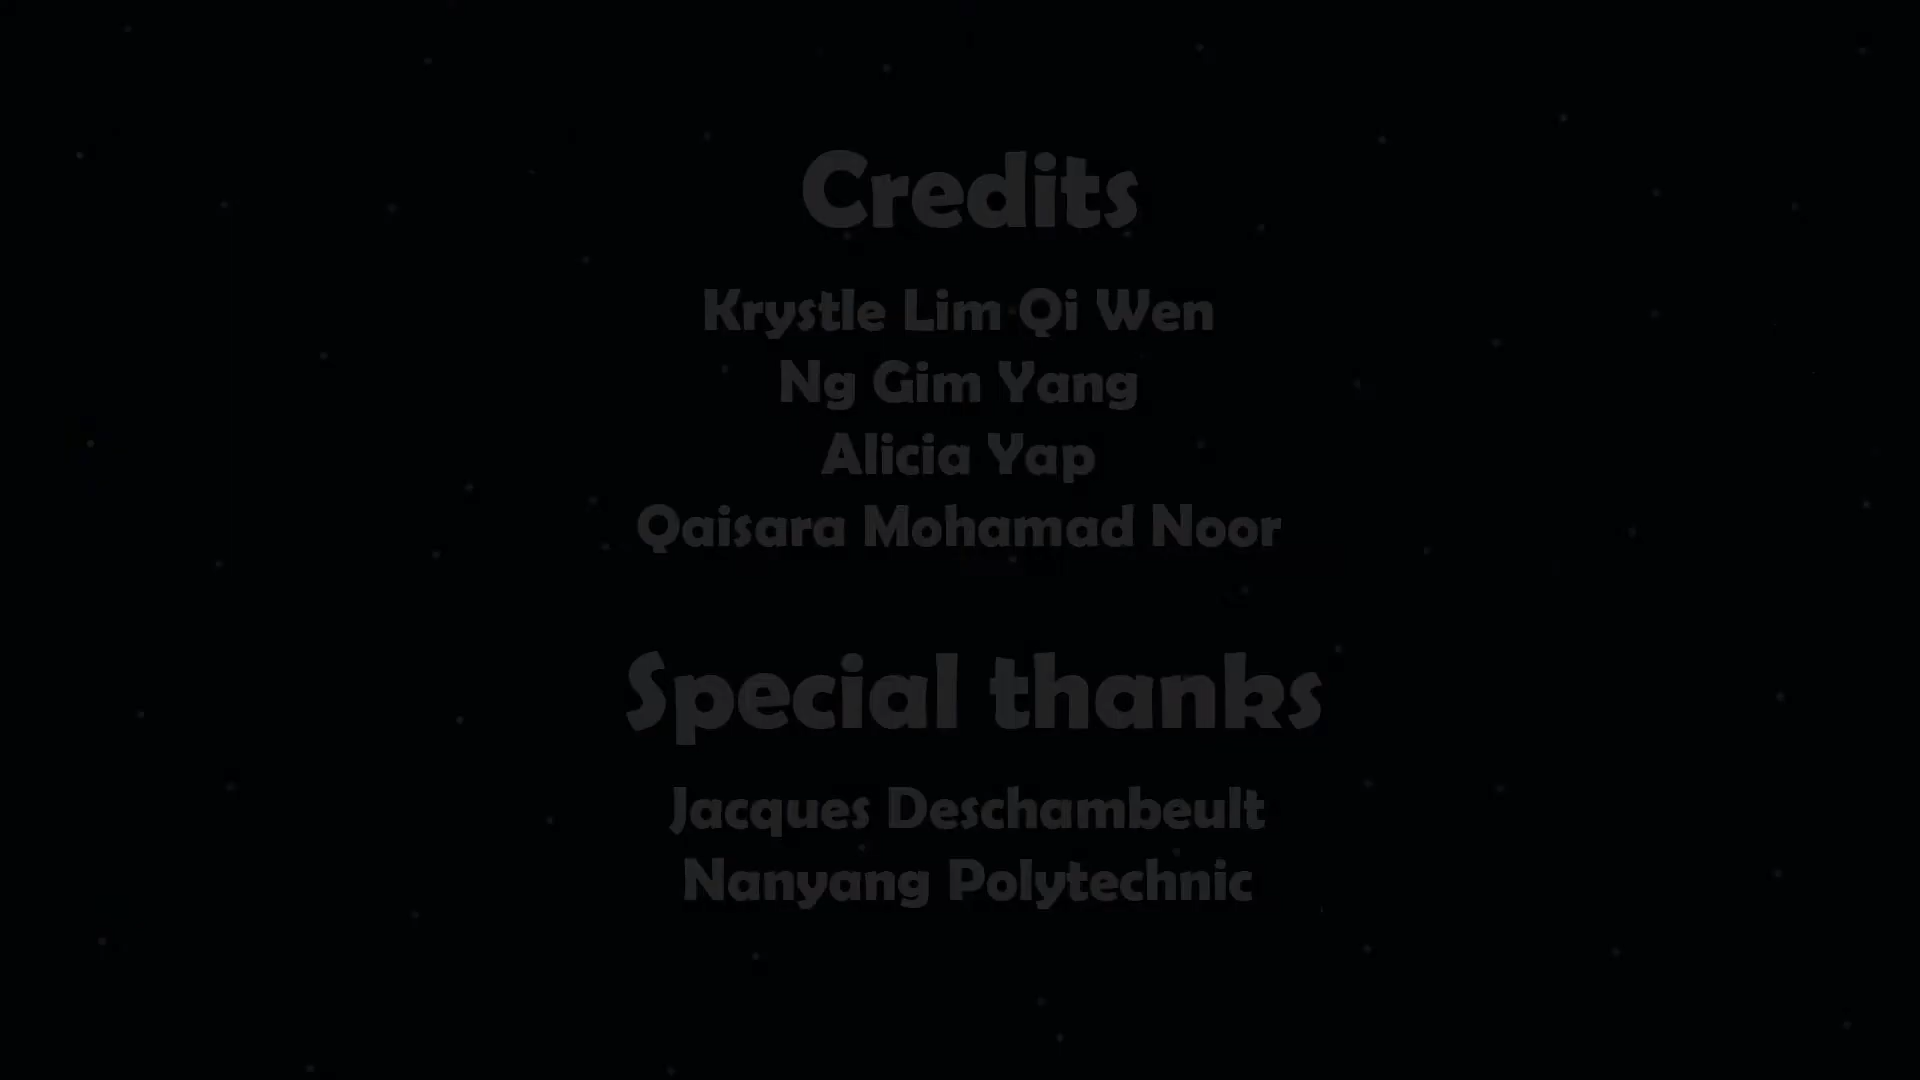 Credits
Krystle Lim Qi Wen
Ng Gim Yang
Alicia Yap
Qaisara Mohamad Noor
Special thanks
Jacques Deschambeult
Nanyang Polytechnic